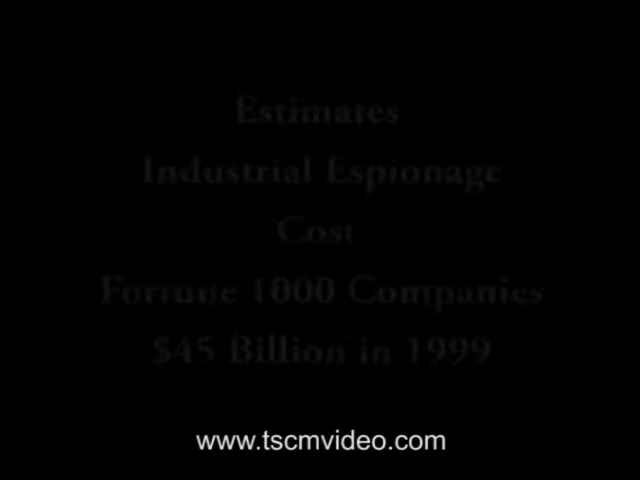 Estimates
Industrial Espionage
Cost
Fortune 1000 Companies
$45 Billion in 1999
www.tscmvideo.com